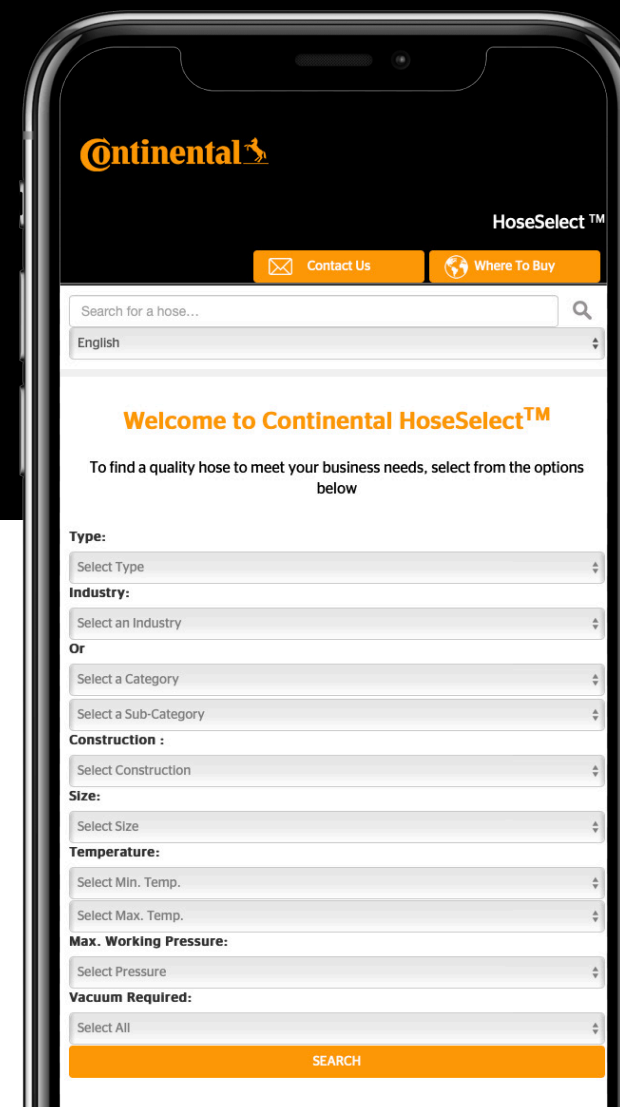 Continental
HoseSelect ™
Contact Us
Where To Buy
Search for a hose...
English
Welcome to Continental HoseSelect™
To find a quality hose to meet your business needs, select from the options
below
Type:
Select Type
Industry:
Select an Industry
Or
Select a Category
Select a Sub-Category
Construction :
Select Construction
Size:
Select Size
Temperature:
Select Min. Temp.
Select Max. Temp.
Max. Working Pressure:
Select Pressure
Vacuum Required:
Select All
SEARCH